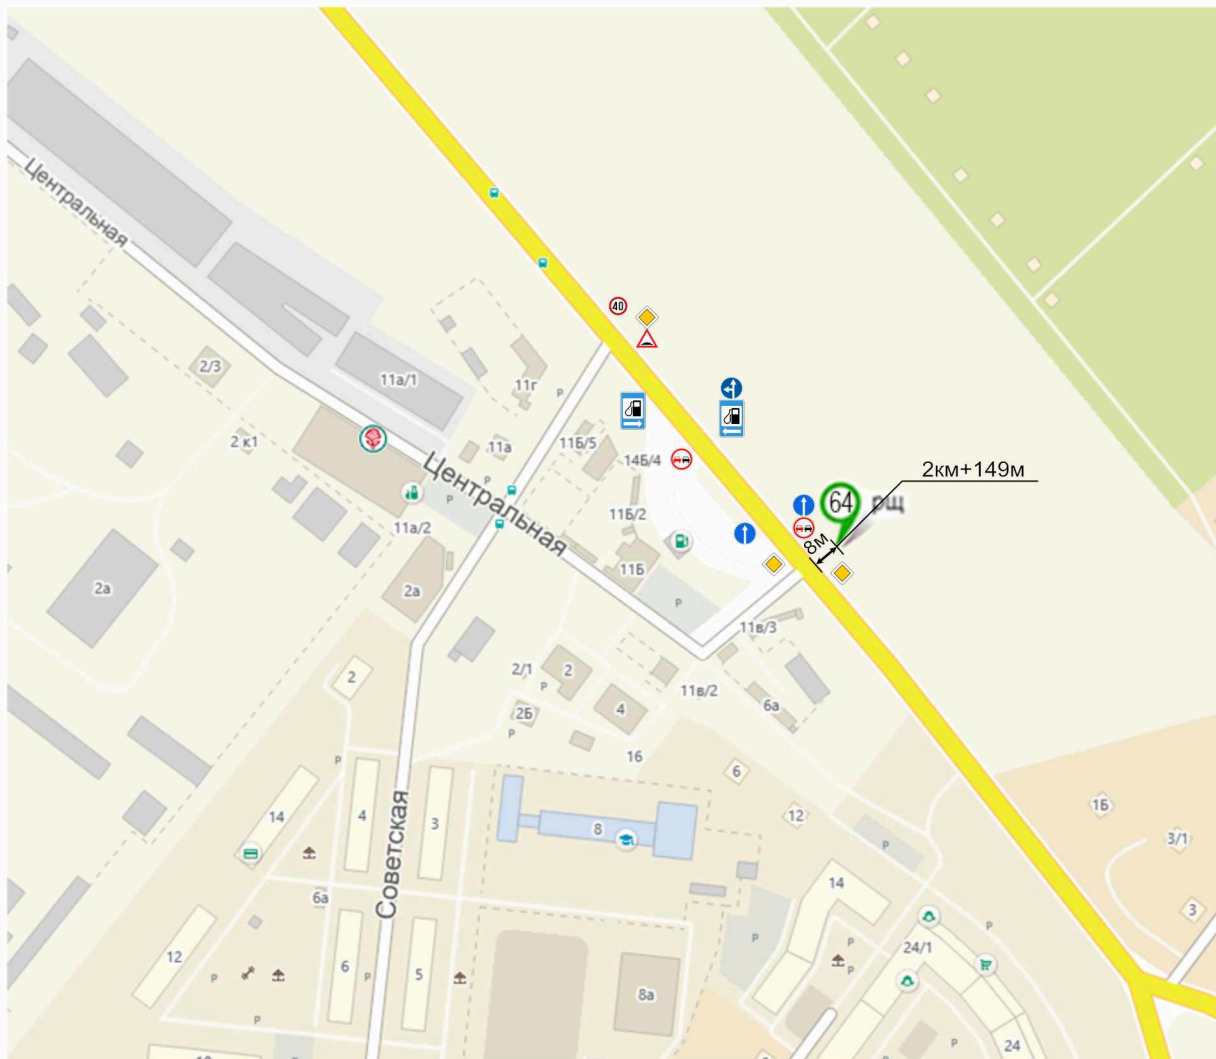 Центральная
40
2/3
11а/1
11г
Р
2 к1
11а
11Б/5
14Б/4
2км+149м
64
рщ
Р
Центральная
Р
11Б/2
8м
11а/2
11Б
2а
2а
Р
11в/3
2/1
2
2
Р
11в/2
6а
2Б
4
Р
16
Р
6
1Б
12
14
4
3
8
3/1
Р
Советская
14
6а
3
Р
Р
Р
24/1
12
6
5
Р
Р
Р
8а
Р
Р
24